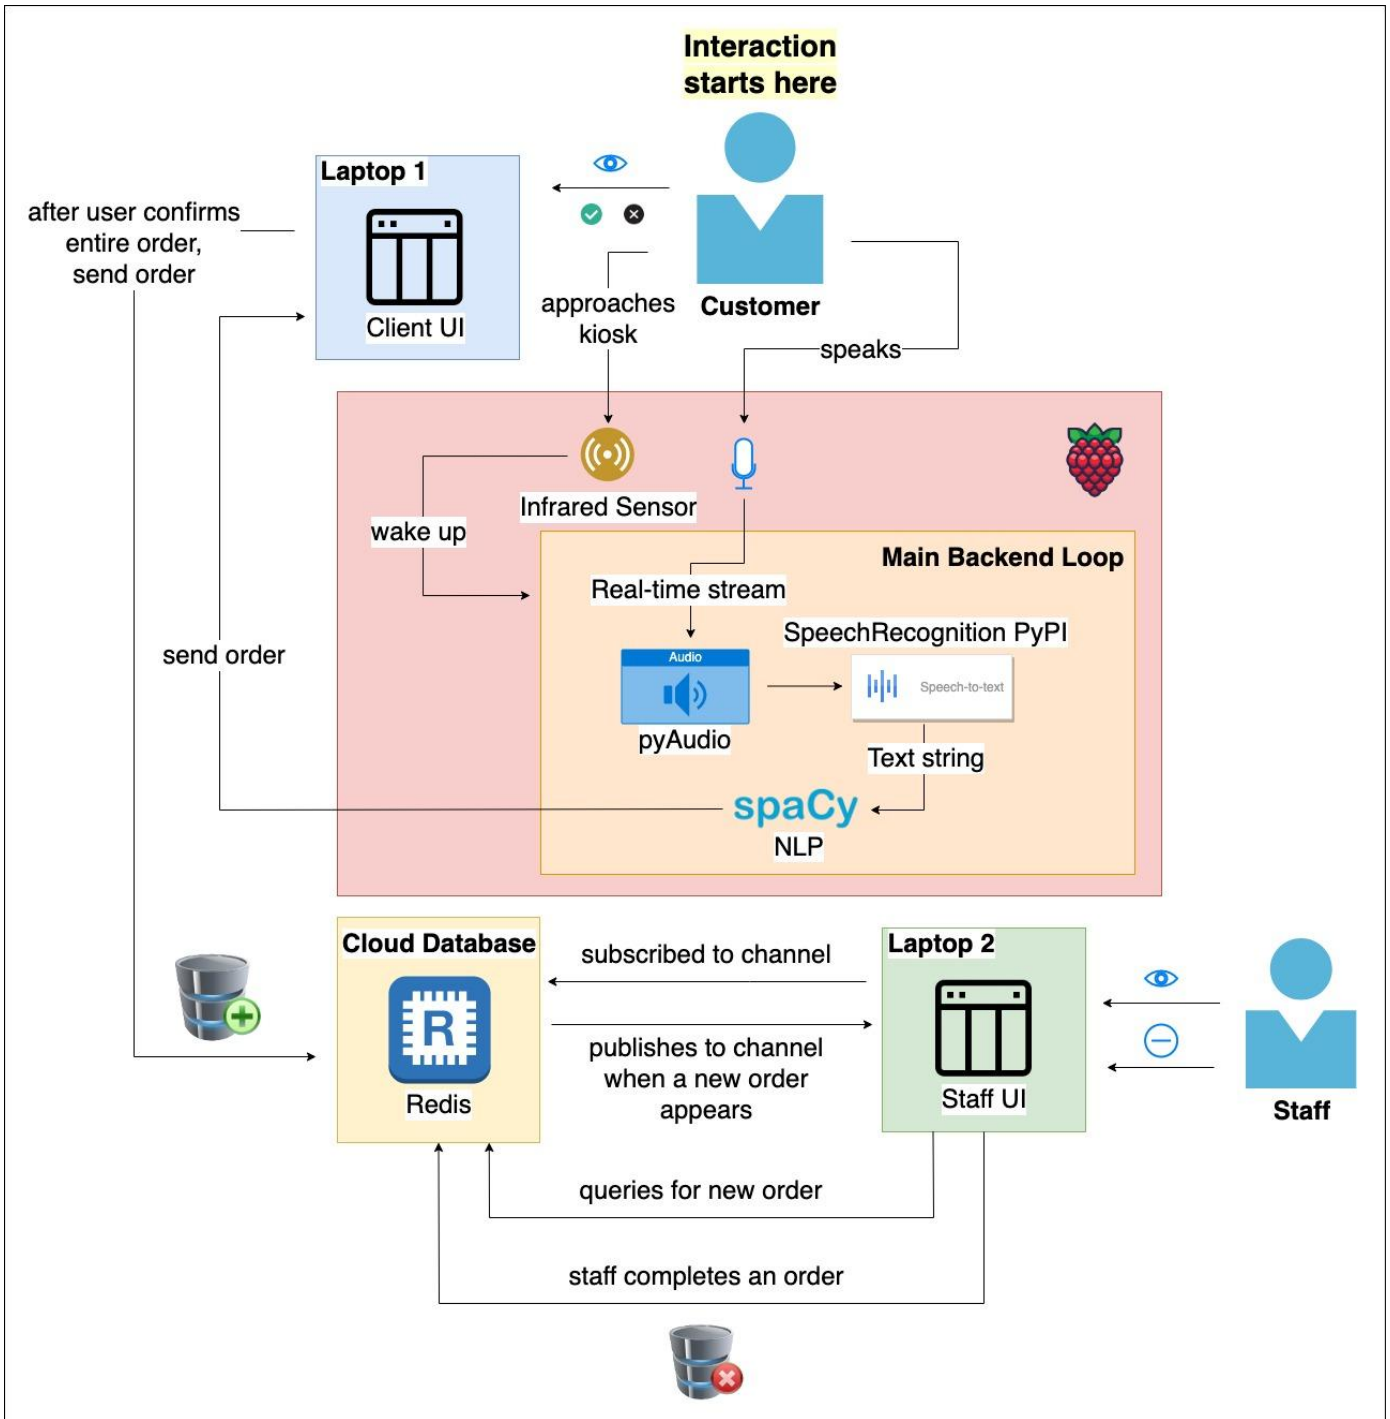 Interaction
starts here
Laptop 1
Client UI
after user confirms
entire order,
send order
approaches
kiosk
Customer
speaks
Infrared Sensor
wake up
Main Backend Loop
Real-time stream
SpeechRecognition PyPI
Audio
Speech-to-text
pyAudio
Text string
send order
spaCy
NLP
Cloud Database
R
Redis
subscribed to channel
publishes to channel
when a new order
appears
Laptop 2
Staff UI
Staff
queries for new order
staff completes an order